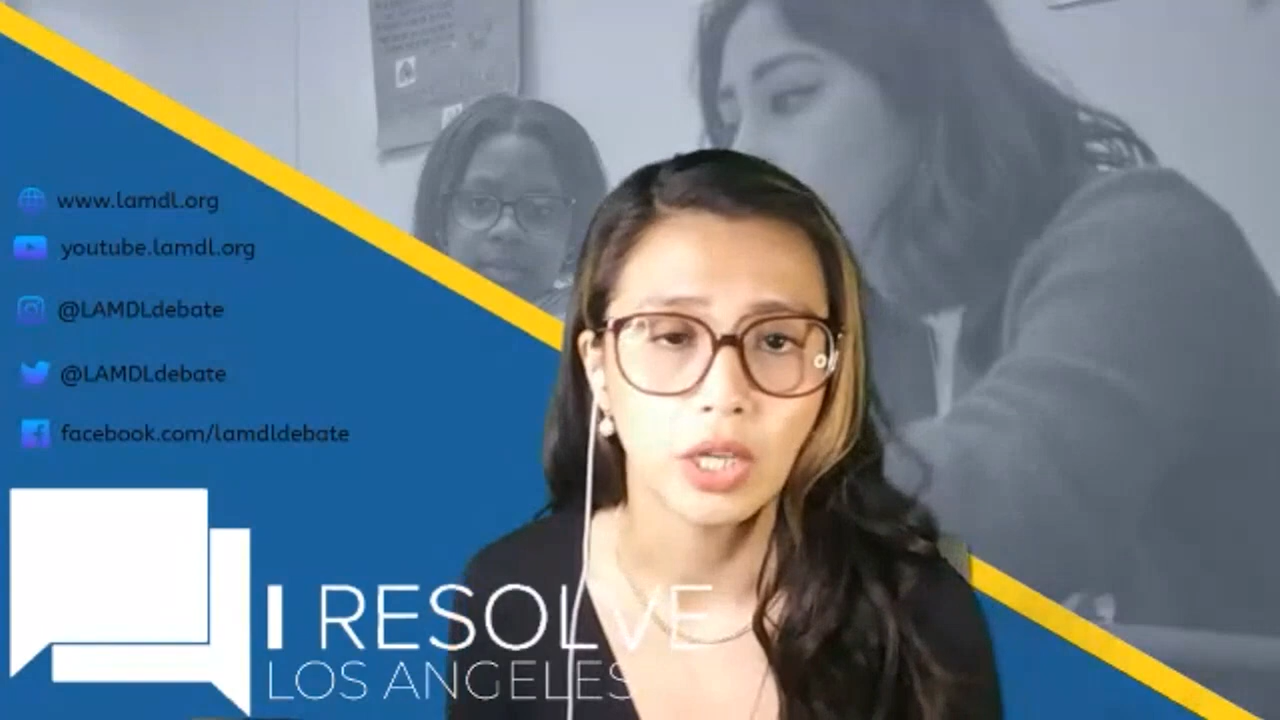 www.lamdl.org
youtube.lamdl.org
@LAMDLdebate
@LAMDLdebate
facebook.com/lamdldebate
I RESOLVE
LOS ANGELES